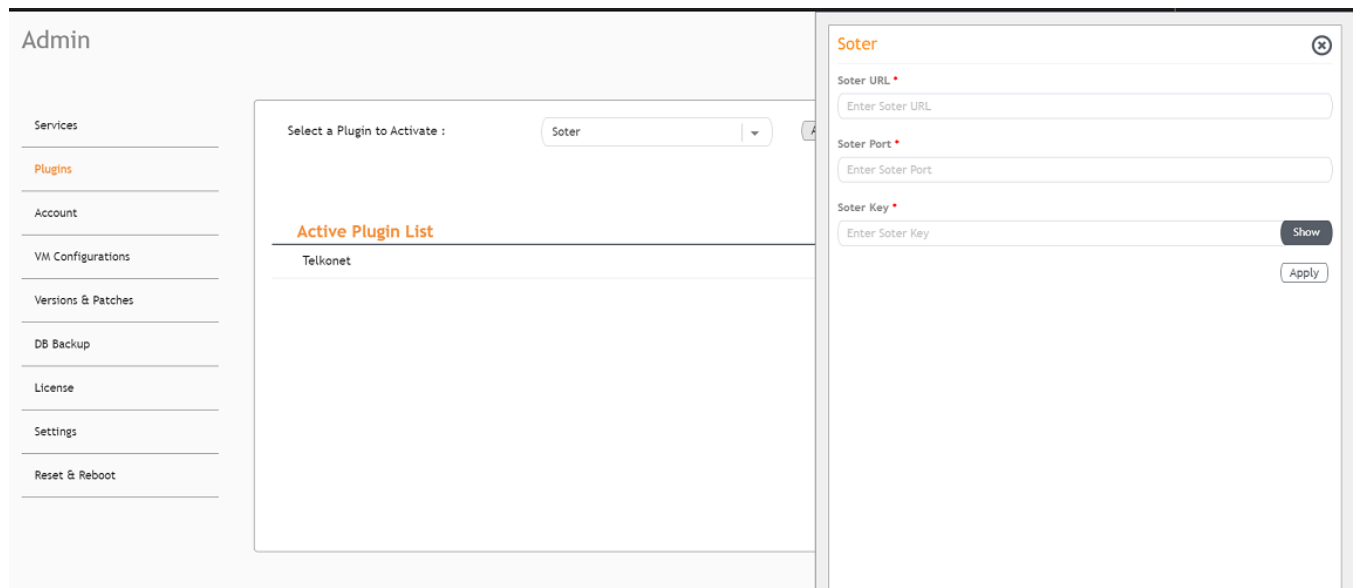 Admin
Services
Plugins
Account
VM Configurations
Versions & Patches
DB Backup
License
Settings
Reset & Reboot
Select a Plugin to Activate :
Soter
Active Plugin List
Telkonet
Soter
Soter URL *
Enter Soter URL
Soter Port *
Enter Soter Port
Soter Key *
Enter Soter Key
Show
Apply